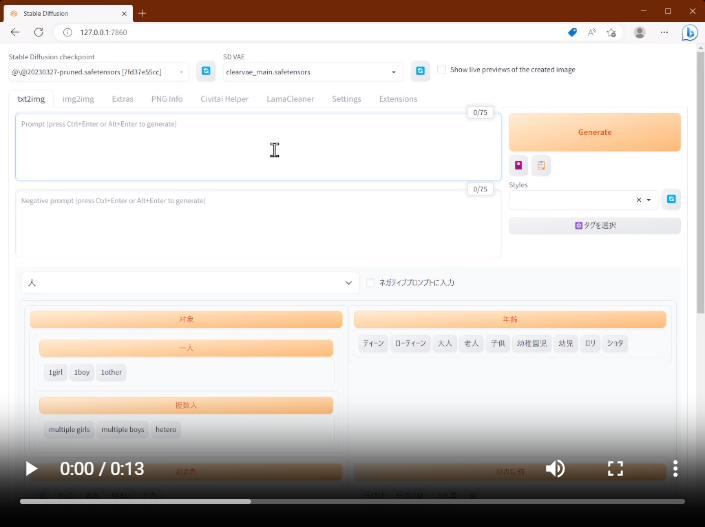 Stable Diffusion
127.0.0.1:7860
Stable Diffusion checkpoint
SD VAE
@\@20230327-pruned.safetensors [7fd37e55cc]
clearvae_main.safetensors
Show live previews of the created image
txt2img
img2img
Extras
PNG Info
Civitai Helper
LamaCleaner
Settings
Extensions
0/75
Prompt (press Ctrl+Enter or Alt+Enter to generate)
Generate
0/75
Styles
Negative prompt (press Ctrl+Enter or Alt+Enter to generate)
タグを選択
人
ネガティブプロンプトに入力
対象
年齢
一人
ティーン ローティーン 大人 老人 子供 幼稚園児 幼児 ロリ ショタ
1girl 1boy 1other
複数人
multiple girls multiple boys hetero
0:00 / 0:13